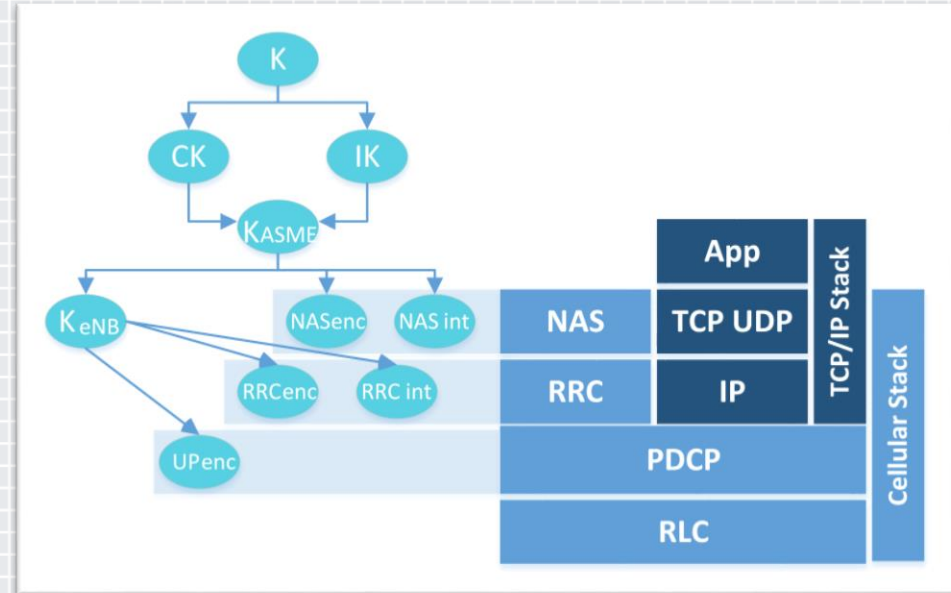 K
CK
IK
KASME
KeNB
NASenc
NAS int
RRCenc
RRC int
UPenc
NAS
RRC
App
TCP UDP
IP
PDCP
RLC
TCP/IP Stack
Cellular Stack